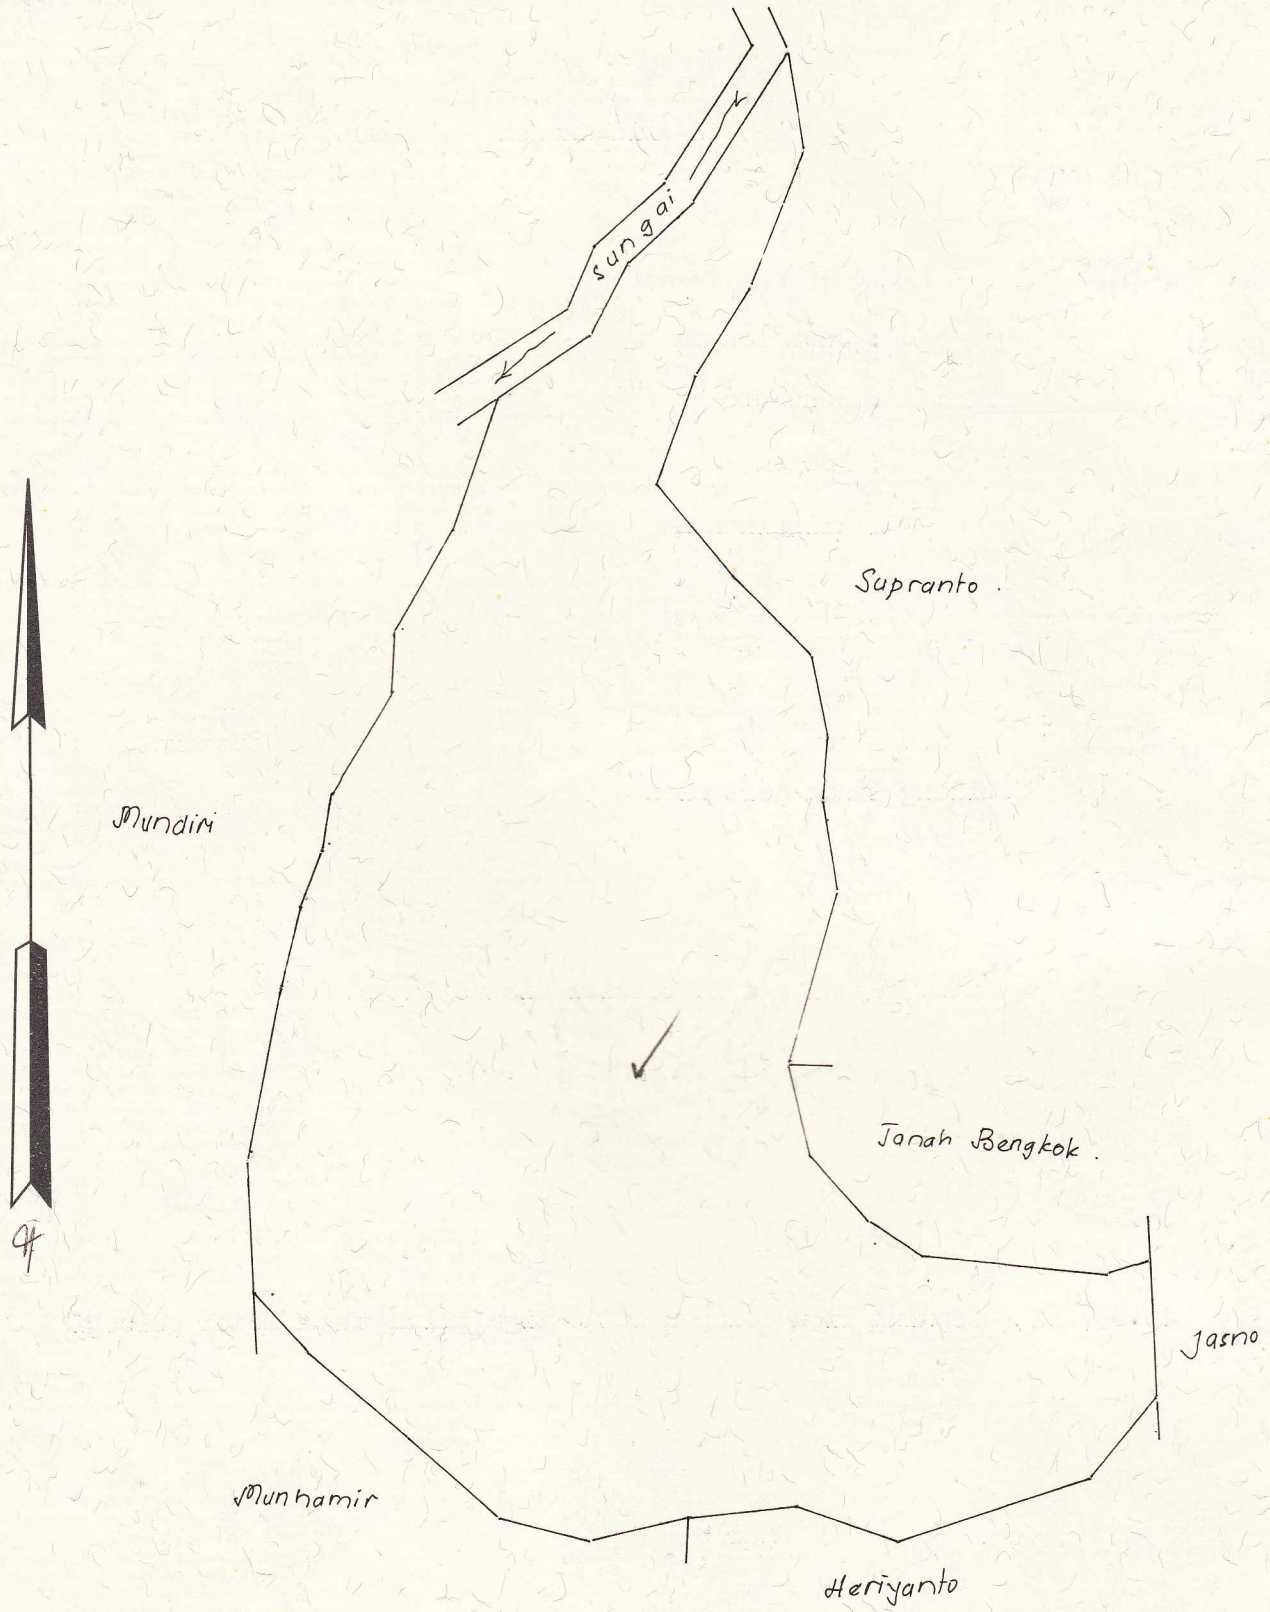 sungai
Supranto .
Mundiri
Tanah Bengkok .
Jasno
Munhamir
Heriyanto